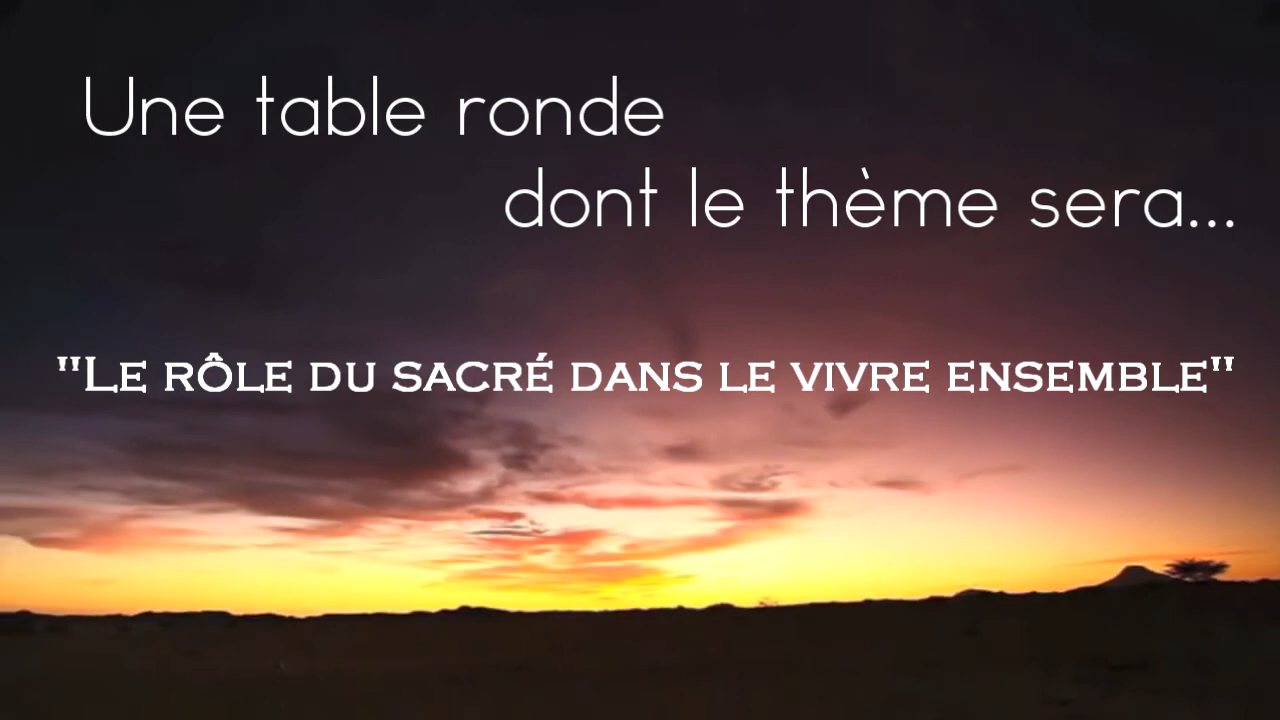 Une table ronde
dont le thème sera...
"Le rôle du sacré dans le vivre ensemble"